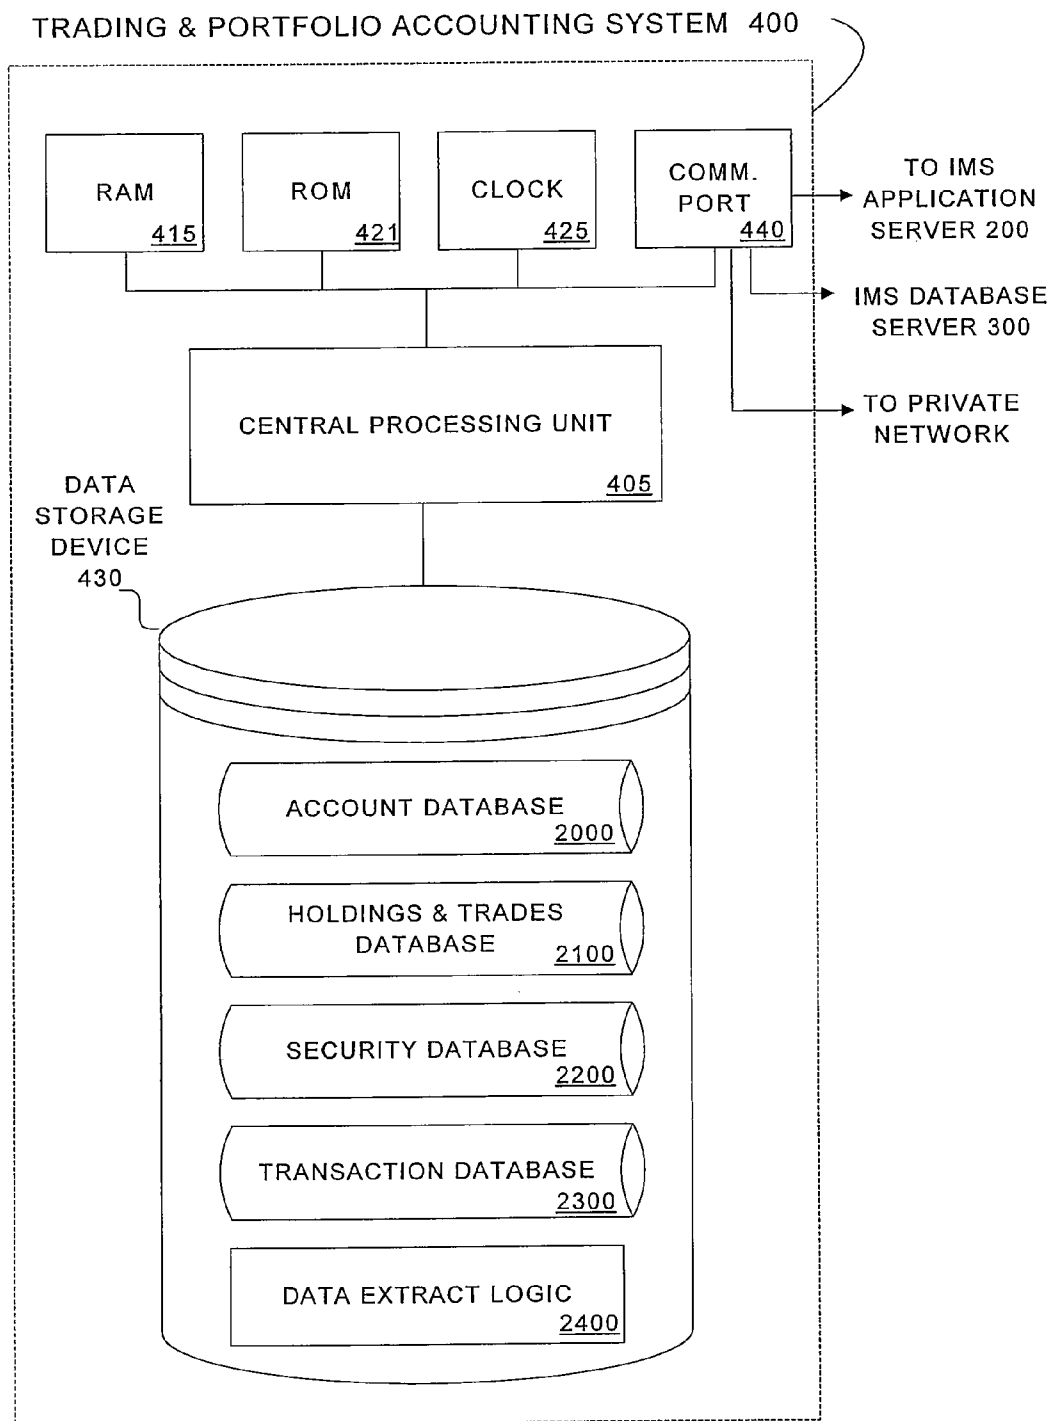 TRADING & PORTFOLIO ACCOUNTING SYSTEM 400
RAM
415
ROM
421
CLOCK
425
COMM.
PORT
440
TO IMS
APPLICATION
SERVER 200
IMS DATABASE
SERVER 300
TO PRIVATE
NETWORK
CENTRAL PROCESSING UNIT
405
DATA
STORAGE
DEVICE
430
ACCOUNT DATABASE
2000
HOLDINGS & TRADES
DATABASE
2100
SECURITY DATABASE
2200
TRANSACTION DATABASE
2300
DATA EXTRACT LOGIC
2400